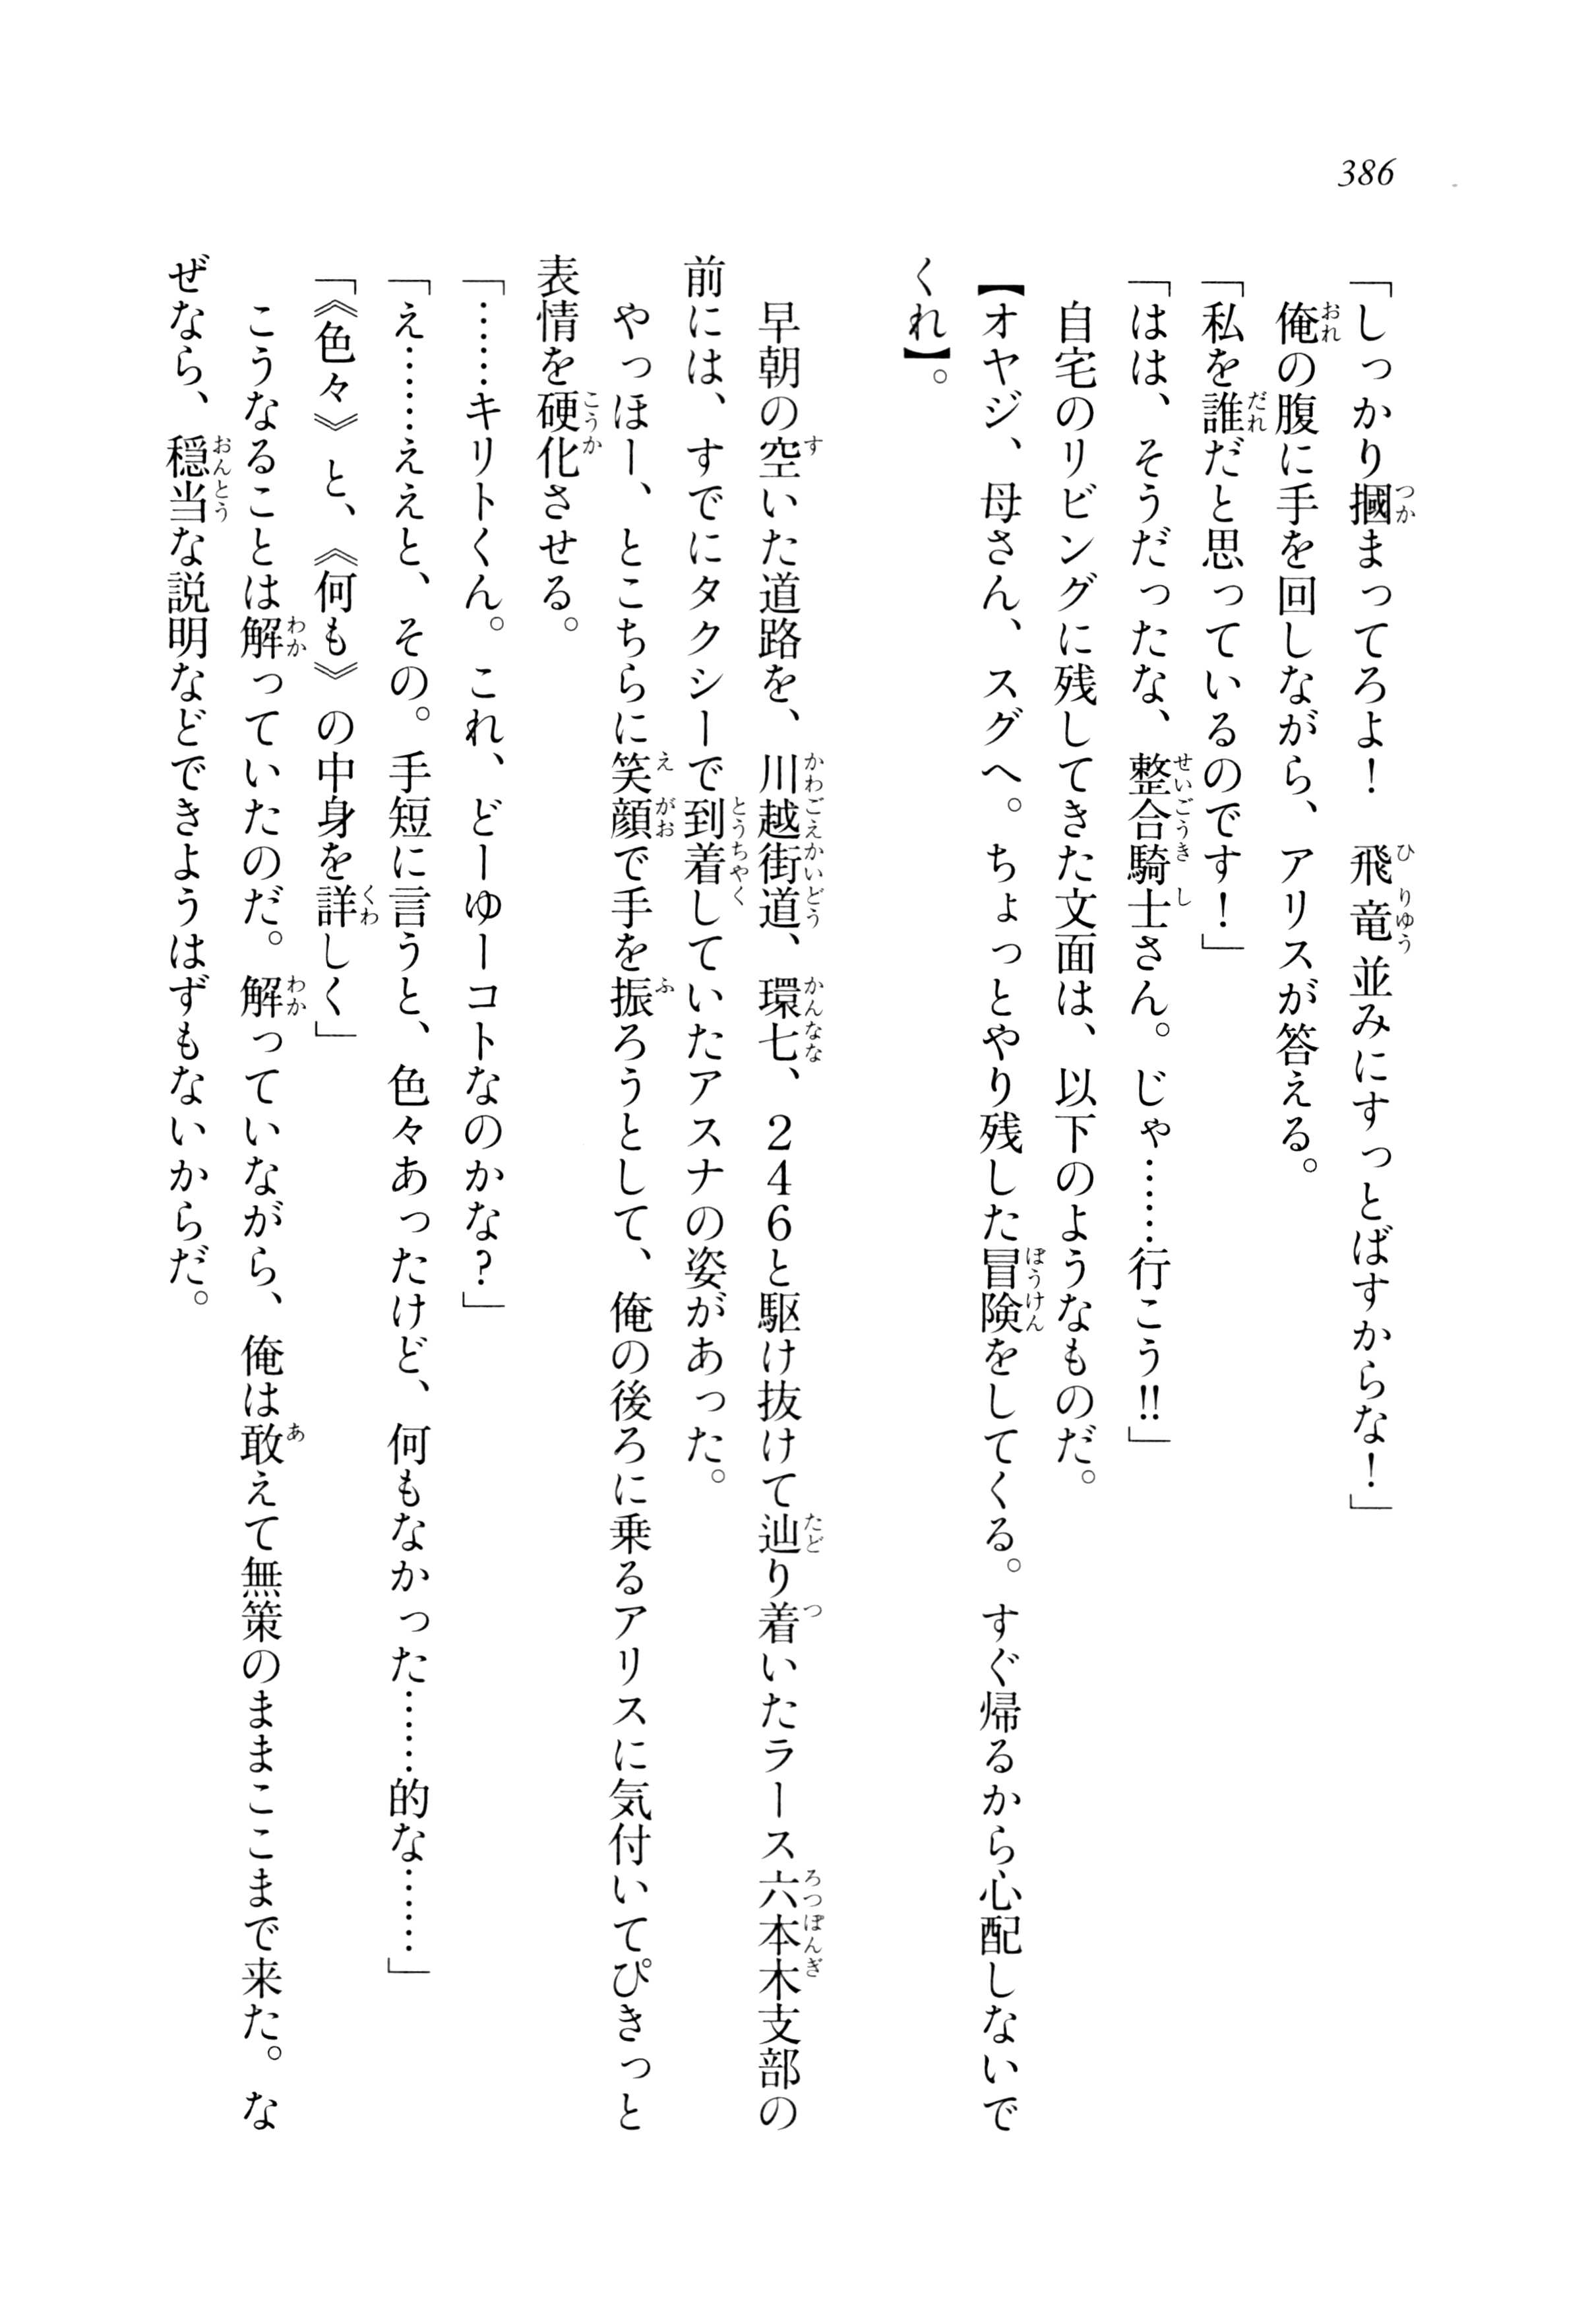 386
「しっかり摑まってろよ！　飛竜並みにすっとばすからな！」
　俺の腹に手を回しながら、アリスが答える。
「私を誰だと思っているのです！」
「はは、そうだったな、整合騎士さん。じゃ……行こう!!」
　自宅のリビングに残してきた文面は、以下のようなものだ。
【オヤジ、母さん、スグへ。ちょっとやり残した冒険をしてくる。すぐ帰るから心配しないで
くれ】。
　早朝の空いた道路を、川越街道、環七、２４６と駆け抜けて辿り着いたラース六本木支部の
前には、すでにタクシーで到着していたアスナの姿があった。
　やっほー、とこちらに笑顔で手を振ろうとして、俺の後ろに乗るアリスに気付いてぴきっと
表情を硬化させる。
「……キリトくん。これ、どーゆーコトなのかな？」
「え……ええと、その。手短に言うと、色々あったけど、何もなかった……的な……」
「《色々》と、《何も》の中身を詳しく」
　こうなることは解っていたのだ。解っていながら、俺は敢えて無策のままここまで来た。な
ぜなら、穏当な説明などできようはずもないからだ。